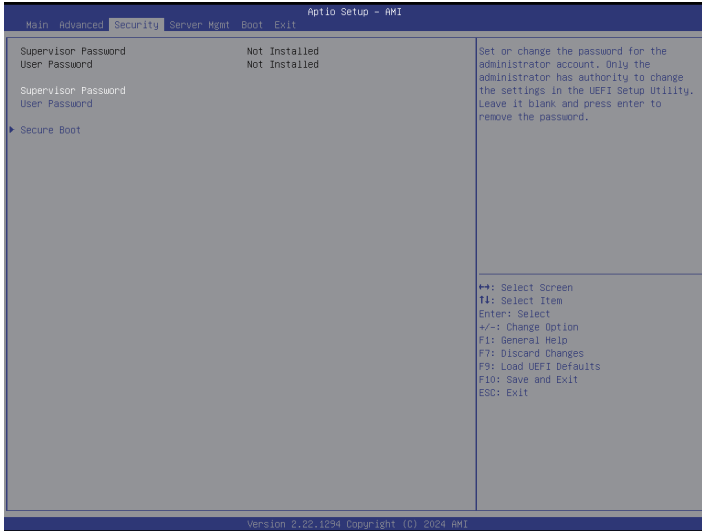 Aptio Setup – AMI
Main Advanced Security Server Mgmt Boot Exit
Supervisor Password Not Installed
User Password Not Installed
Supervisor Password
User Password
Secure Boot
Set or change the password for the
administrator account. Only the
administrator has authority to change
the settings in the UEFI Setup Utility.
Leave it blank and press enter to
remove the password.
↔: Select Screen
↑↓: Select Item
Enter: Select
+/-: Change Option
F1: General Help
F7: Discard Changes
F9: Load UEFI Defaults
F10: Save and Exit
ESC: Exit
Version 2.22.1294 Copyright (C) 2024 AMI